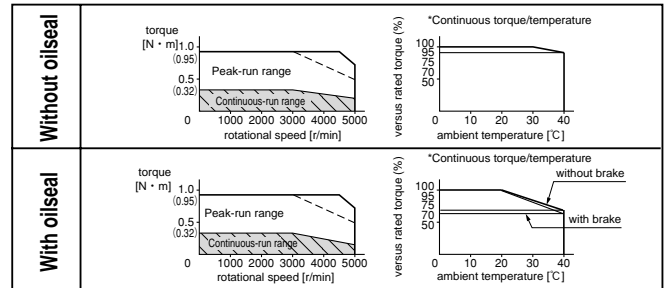 Without oilseal
torque
[N・m]
1.0
(0.95)
0.5
(0.32)
Peak-run range
Continuous-run range
0 1000 2000 3000 4000 5000
rotational speed [r/min]
*Continuous torque/temperature
versus rated torque (%)
100
95
75
70
50
0 10 20 30 40
ambient temperature [℃]
With oilseal
torque
[N・m]
1.0
(0.95)
0.5
(0.32)
Peak-run range
Continuous-run range
0 1000 2000 3000 4000 5000
rotational speed [r/min]
*Continuous torque/temperature
without brake
versus rated torque (%)
100
95
75
70
50
with brake
0 10 20 30 40
ambient temperature [℃]